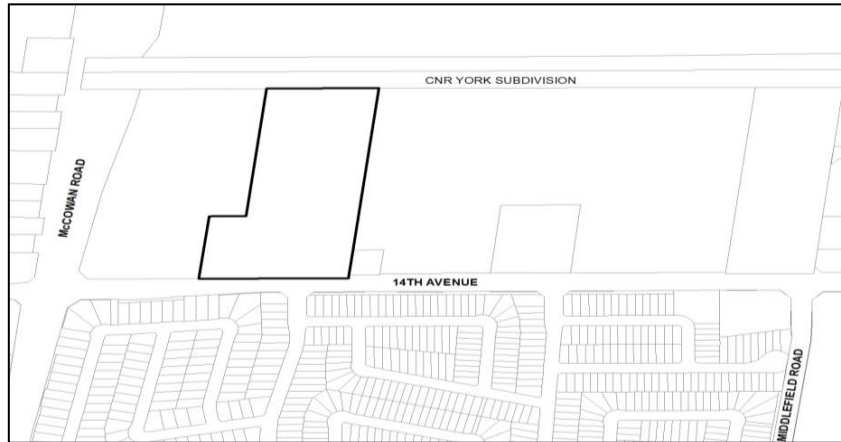 CNR YORK SUBDIVISION
McCOWAN ROAD
14TH AVENUE
MIDDLEFIELD ROAD